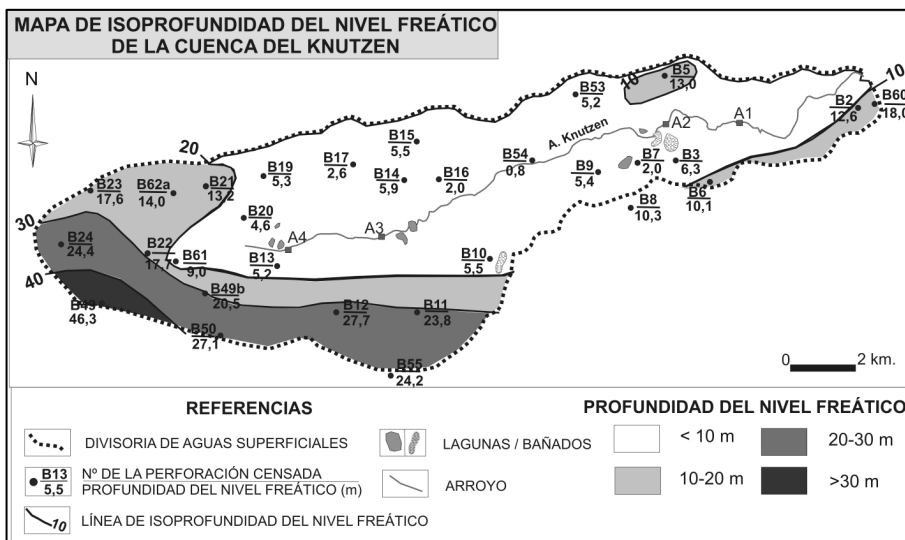 MAPA DE ISOPROFUNDIDAD DEL NIVEL FREÁTICO
DE LA CUENCA DEL KNUTZEN
N
B53
5,2
10
B5
13,0
10
B2
12,6
B60
18,0
B15
5,5
A. Knutzen
A2
A1
20
B19
5,3
B17
2,6
B14
5,9
B16
2,0
B54
0,8
B9
5,4
B7
2,0
B3
6,3
B23
17,6
B62a
14,0
B21
13,2
B6
10,1
B8
10,3
B20
4,6
A4
A3
30
B24
24,4
B22
17,7
B61
9,0
B13
5,2
B10
5,5
40
B49
46,3
B49b
20,5
B12
27,7
B11
23,8
B50
27,1
B55
24,2
0 2 km.
REFERENCIAS
DIVISORIA DE AGUAS SUPERFICIALES
B13
5,5
Nº DE LA PERFORACIÓN CENSADA
PROFUNDIDAD DEL NIVEL FREÁTICO (m)
10
LÍNEA DE ISOPROFUNDIDAD DEL NIVEL FREÁTICO
LAGUNAS / BAÑADOS
ARROYO
PROFUNDIDAD DEL NIVEL FREÁTICO
< 10 m
20-30 m
10-20 m
>30 m